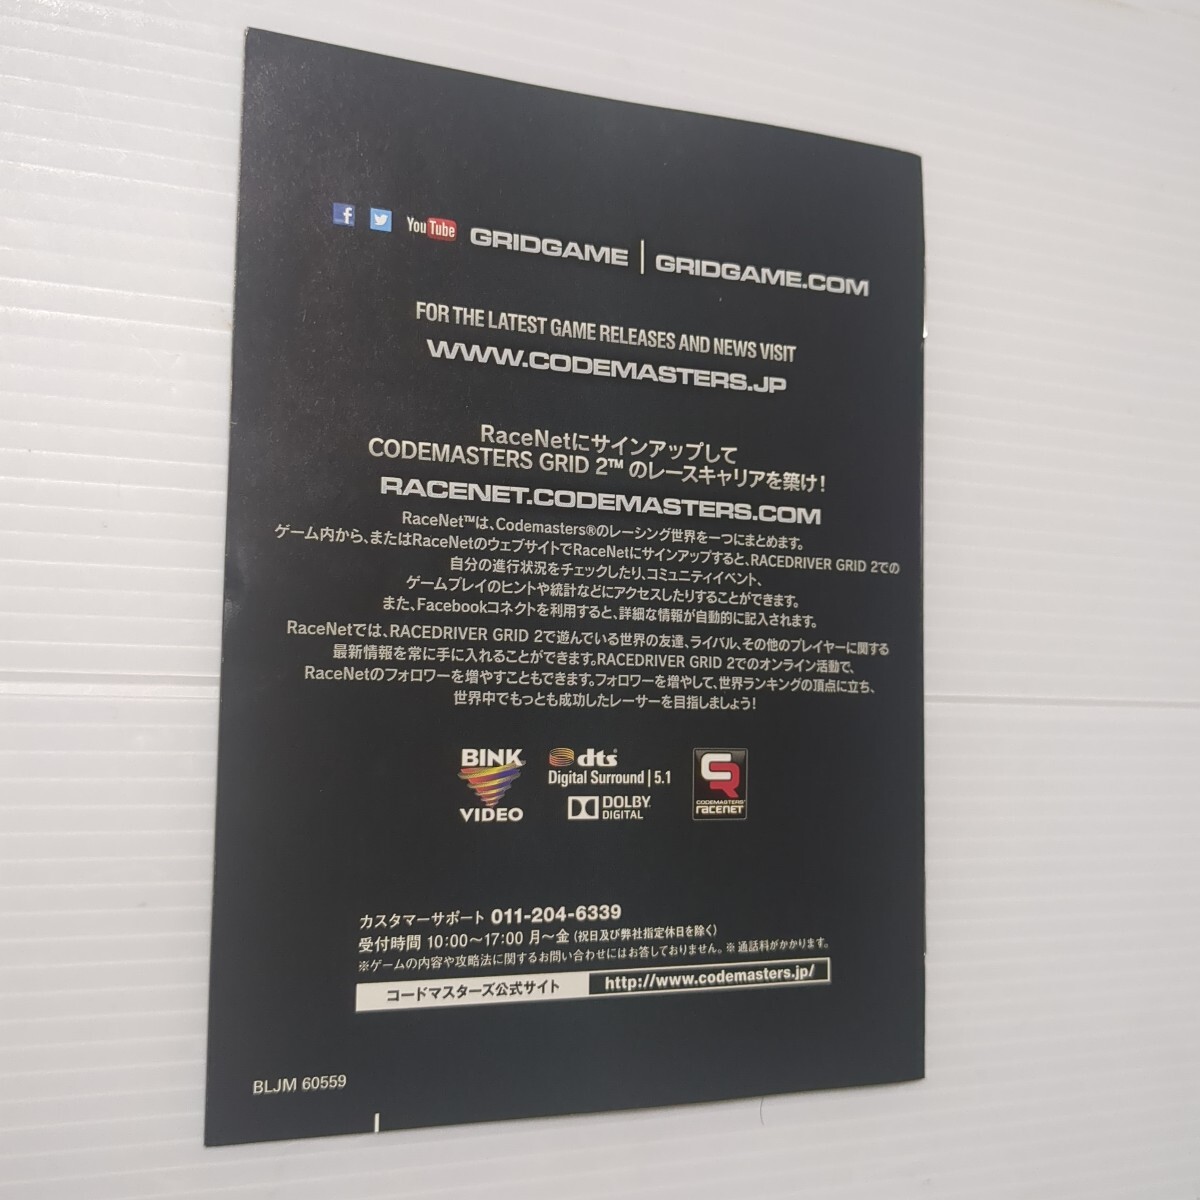 f YouTube GRIDGAME | GRIDGAME.COM
FOR THE LATEST GAME RELEASES AND NEWS VISIT
WWW.CODEMASTERS.JP
RaceNetにサインアップして
CODEMASTERS GRID 2™ のレースキャリアを築け！
RACENET.CODEMASTERS.COM
RaceNet™は、Codemasters®のレーシング世界を一つにまとめます。
ゲーム内から、またはRaceNetのウェブサイトでRaceNetにサインアップすると、RACEDRIVER GRID 2での
自分の進行状況をチェックしたり、コミュニティイベント、
ゲームプレイのヒントや統計などにアクセスしたりすることができます。
また、Facebookコネクトを利用すると、詳細な情報が自動的に記入されます。
RaceNetでは、RACEDRIVER GRID 2で遊んでいる世界の友達、ライバル、その他のプレイヤーに関する
最新情報を常に手に入れることができます。RACEDRIVER GRID 2でのオンライン活動で、
RaceNetのフォロワーを増やすこともできます。フォロワーを増やして、世界ランキングの頂点に立ち、
世界中でもっとも成功したレーサーを目指しましょう！
BINK
VIDEO
dts
Digital Surround | 5.1
DOLBY
DIGITAL
CODEMASTERS
racenet
カスタマーサポート 011-204-6339
受付時間 10:00～17:00 月～金 (祝日及び弊社指定休日を除く)
※ゲームの内容や攻略法に関するお問い合わせにはお答しておりません。※ 通話料がかかります。
コードマスターズ公式サイト http://www.codemasters.jp/
BLJM 60559